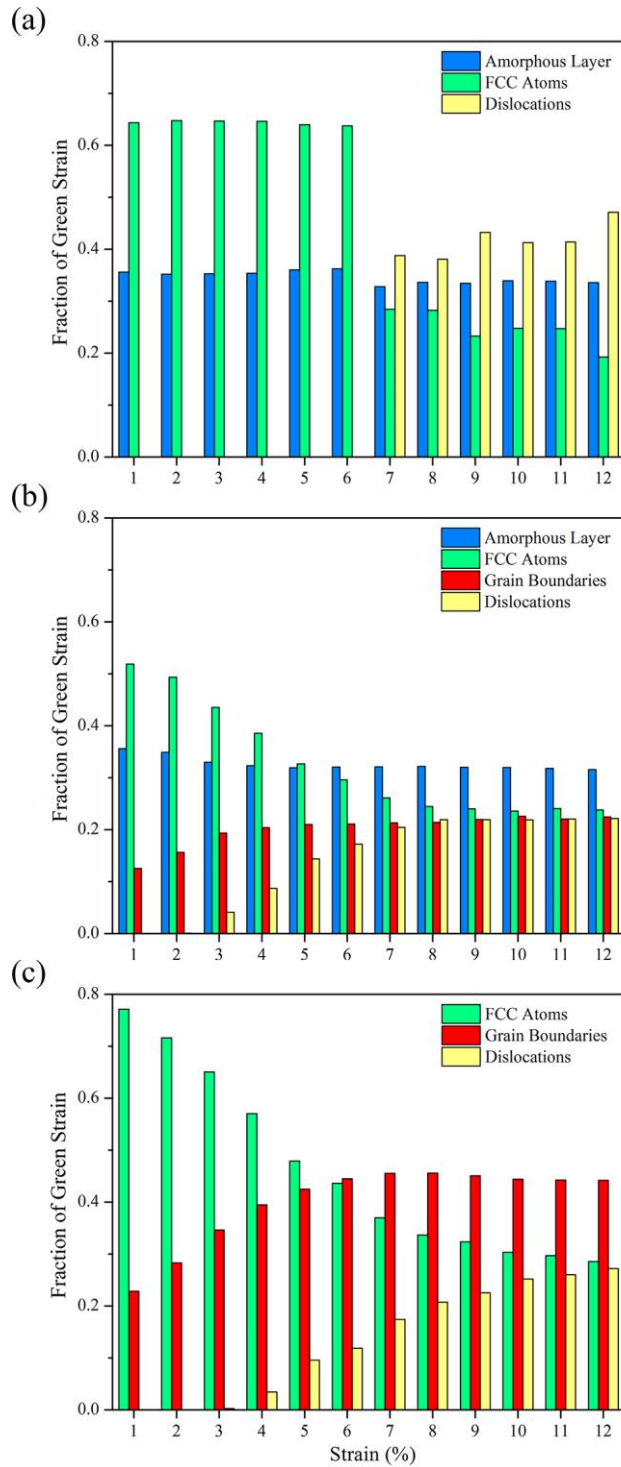 (a)
Fraction of Green Strain
0.8
0.6
0.4
0.2
0.0
Amorphous Layer
FCC Atoms
Dislocations
1 2 3 4 5 6 7 8 9 10 11 12
(b)
Fraction of Green Strain
0.8
0.6
0.4
0.2
0.0
Amorphous Layer
FCC Atoms
Grain Boundaries
Dislocations
1 2 3 4 5 6 7 8 9 10 11 12
(c)
Fraction of Green Strain
0.8
0.6
0.4
0.2
0.0
FCC Atoms
Grain Boundaries
Dislocations
1 2 3 4 5 6 7 8 9 10 11 12
Strain (%)